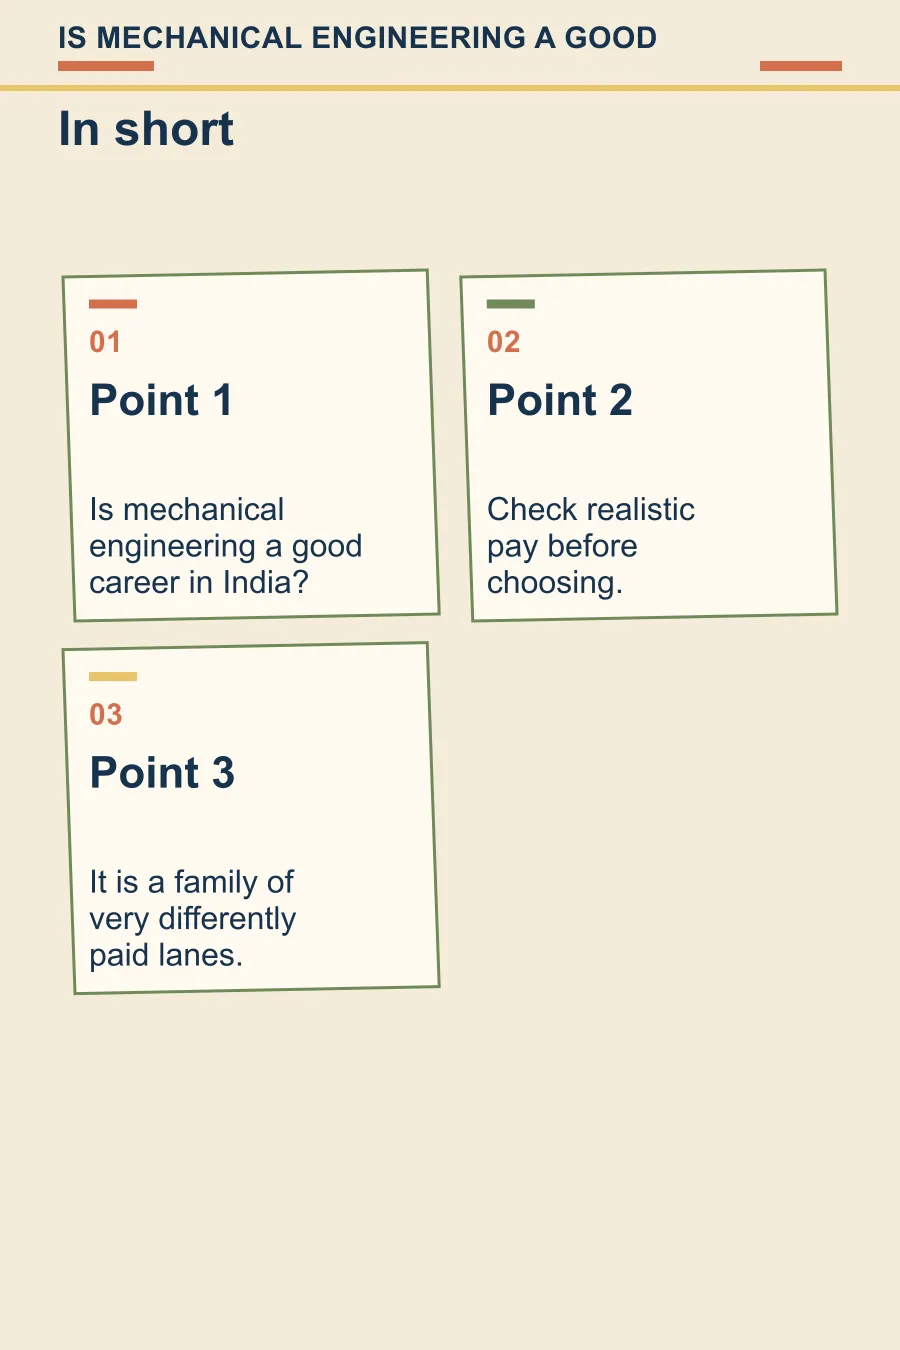 IS MECHANICAL ENGINEERING A GOOD
In short
01
Point 1
Is mechanical
engineering a good
career in India?
02
Point 2
Check realistic
pay before
choosing.
03
Point 3
It is a family of
very differently
paid lanes.